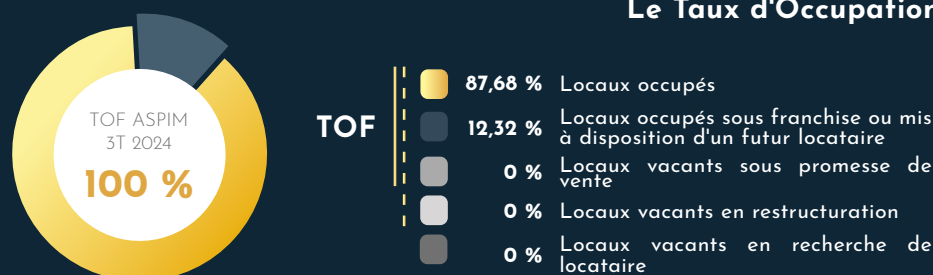 Le Taux d'Occupation
TOF ASPIM
3T 2024
100 %
TOF
87,68 % Locaux occupés
12,32 % Locaux occupés sous franchise ou mis
à disposition d'un futur locataire
0 % Locaux vacants sous promesse de
vente
0 % Locaux vacants en restructuration
0 % Locaux vacants en recherche de
locataire